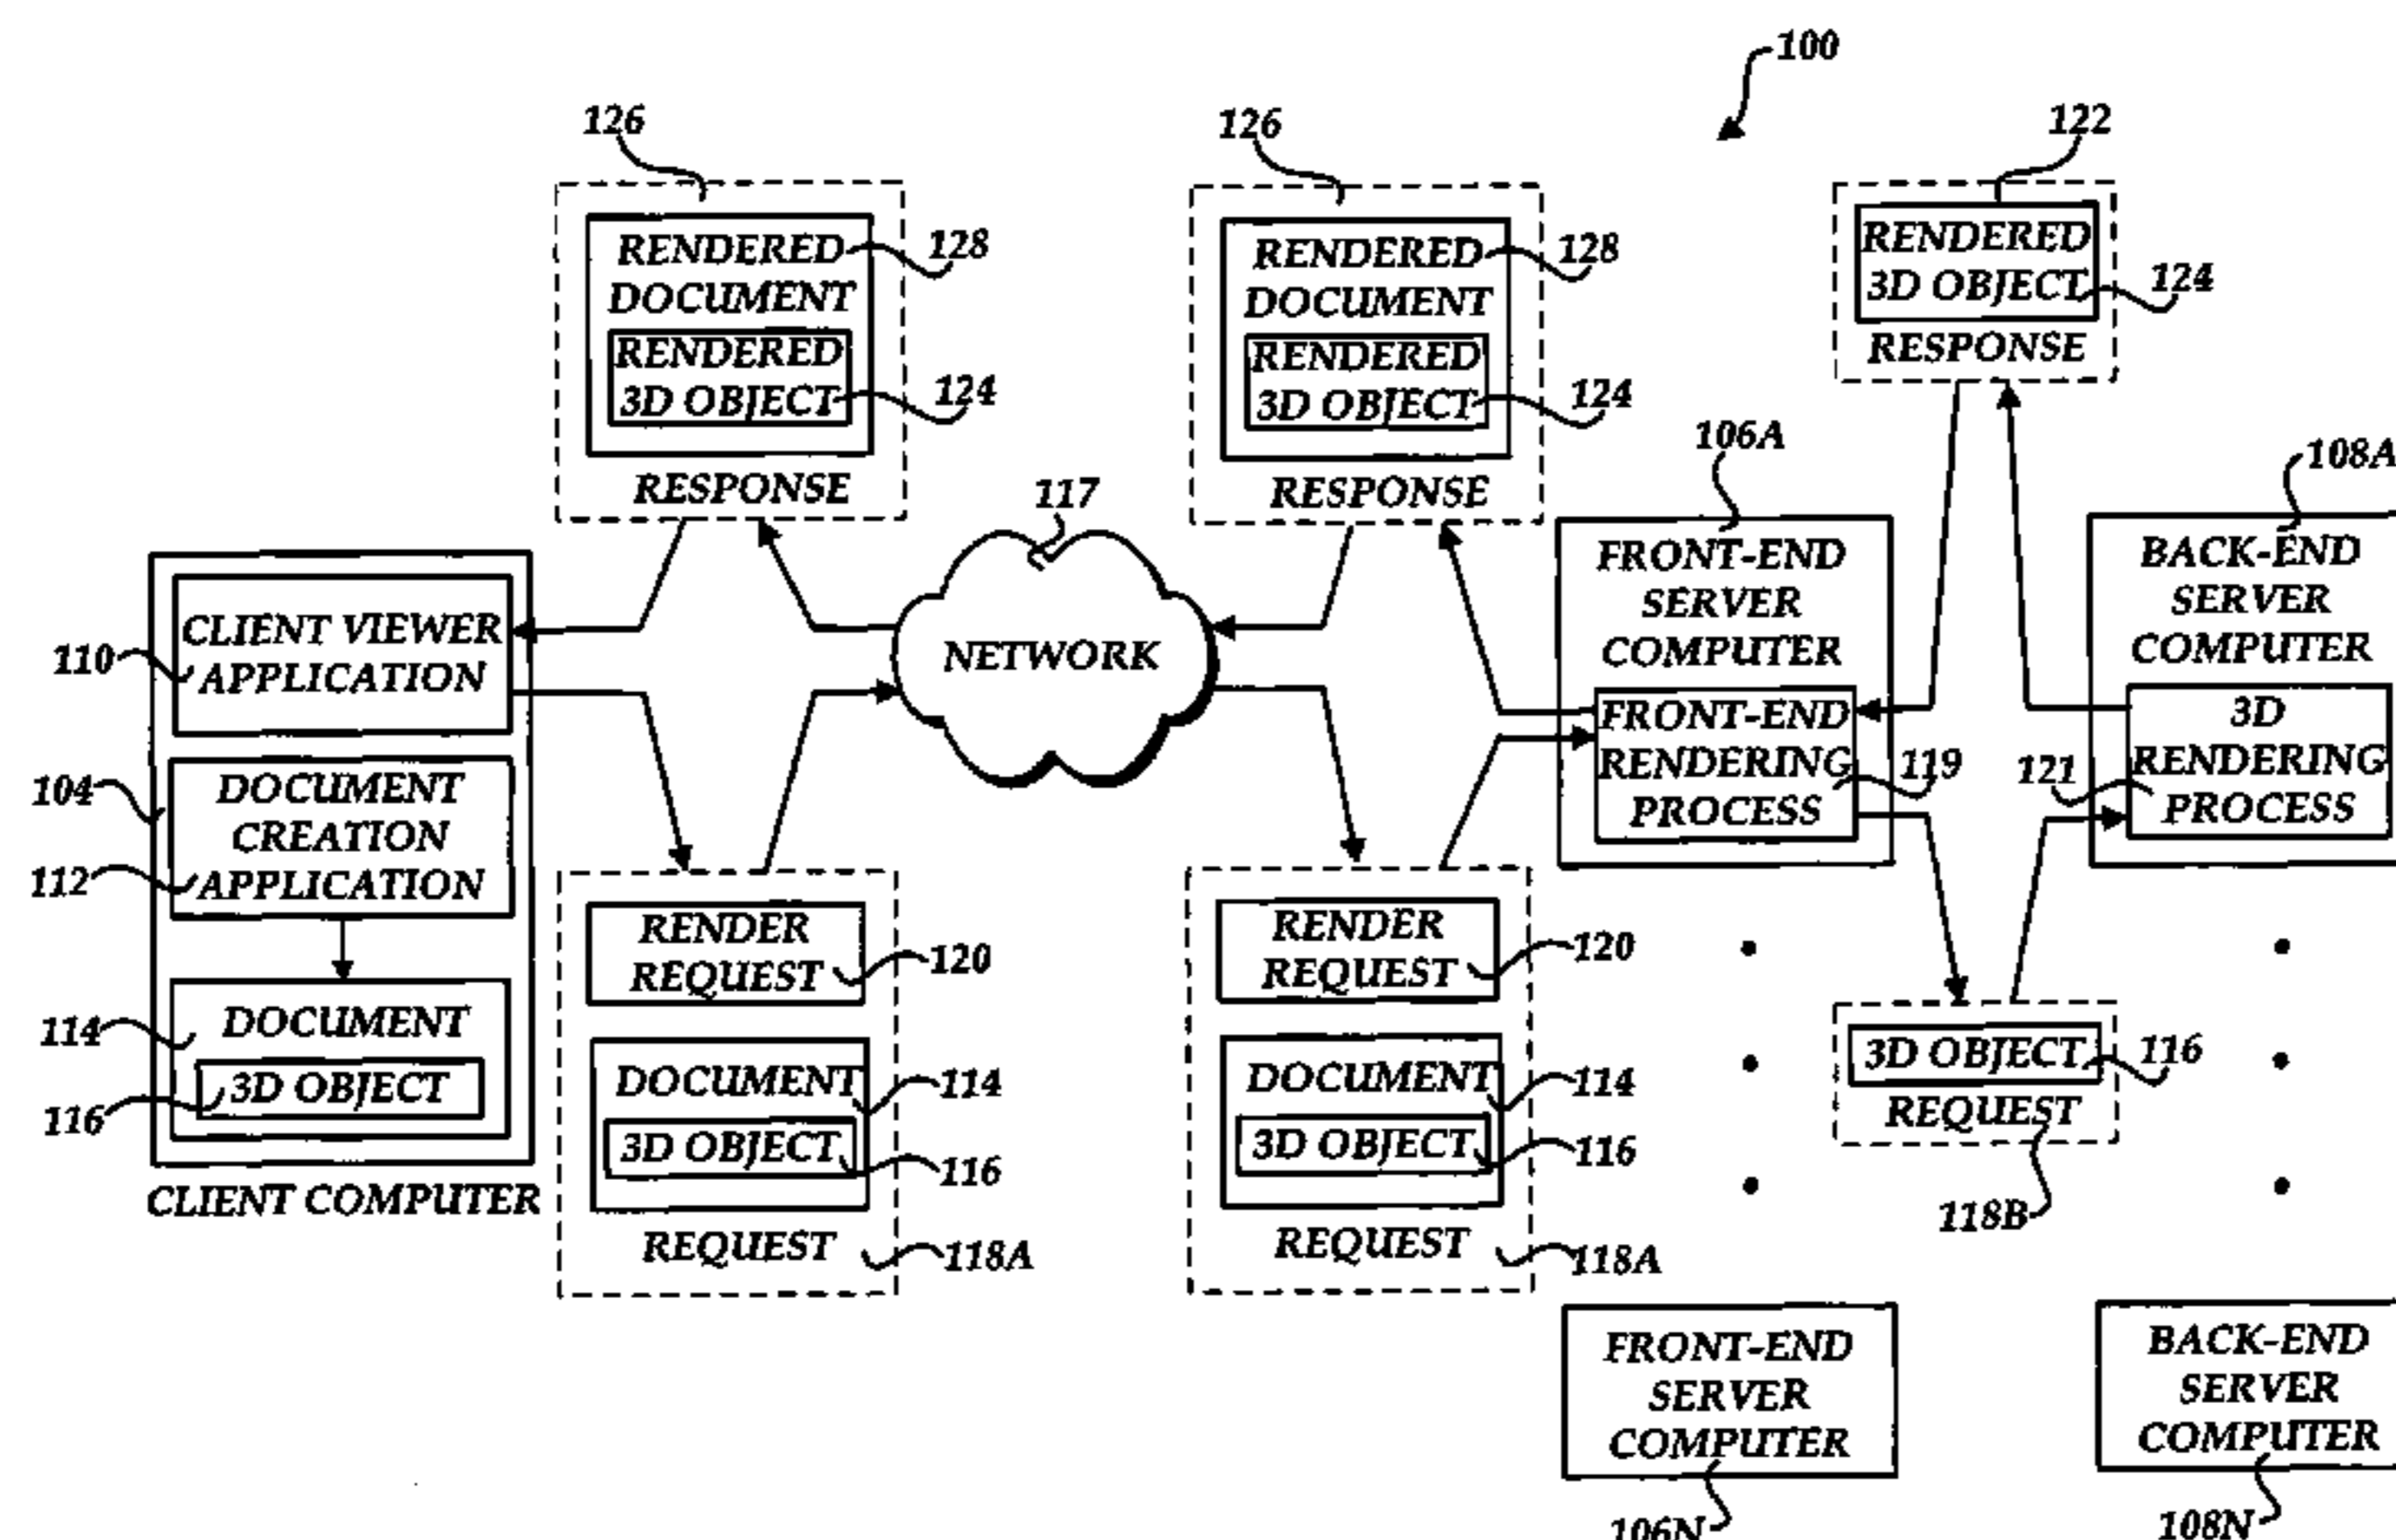 100
126
126
122
RENDERED
DOCUMENT
128
RENDERED
3D OBJECT
124
RESPONSE
RENDERED
DOCUMENT
128
RENDERED
3D OBJECT
124
RESPONSE
RENDERED
3D OBJECT
124
RESPONSE
117
NETWORK
106A
108A
CLIENT VIEWER
APPLICATION
110
104
DOCUMENT
CREATION
APPLICATION
112
DOCUMENT
114
3D OBJECT
116
CLIENT COMPUTER
RENDER
REQUEST
120
DOCUMENT
114
3D OBJECT
116
REQUEST
118A
RENDER
REQUEST
120
DOCUMENT
114
3D OBJECT
116
REQUEST
118A
FRONT-END
SERVER
COMPUTER
FRONT-END
RENDERING
PROCESS
119
BACK-END
SERVER
COMPUTER
3D
RENDERING
PROCESS
121
3D OBJECT
116
REQUEST
118B
FRONT-END
SERVER
COMPUTER
106N
BACK-END
SERVER
COMPUTER
108N